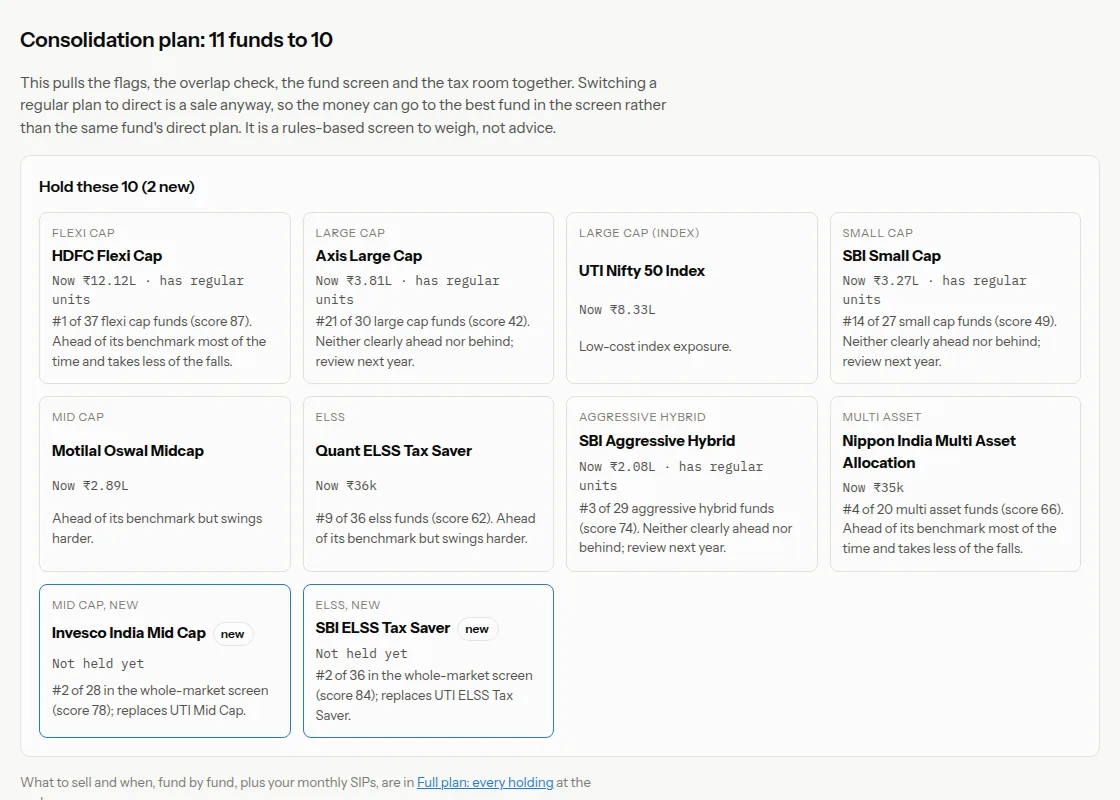 Consolidation plan: 11 funds to 10
This pulls the flags, the overlap check, the fund screen and the tax room together. Switching a
regular plan to direct is a sale anyway, so the money can go to the best fund in the screen rather
than the same fund's direct plan. It is a rules-based screen to weigh, not advice.
Hold these 10 (2 new)
FLEXI CAP
HDFC Flexi Cap
Now ₹12.12L · has regular
units
#1 of 37 flexi cap funds (score 87).
Ahead of its benchmark most of the
time and takes less of the falls.
LARGE CAP
Axis Large Cap
Now ₹3.81L · has regular
units
#21 of 30 large cap funds (score 42).
Neither clearly ahead nor behind;
review next year.
LARGE CAP (INDEX)
UTI Nifty 50 Index
Now ₹8.33L
Low-cost index exposure.
SMALL CAP
SBI Small Cap
Now ₹3.27L · has regular
units
#14 of 27 small cap funds (score 49).
Neither clearly ahead nor behind;
review next year.
MID CAP
Motilal Oswal Midcap
Now ₹2.89L
Ahead of its benchmark but swings
harder.
ELSS
Quant ELSS Tax Saver
Now ₹36k
#9 of 36 elss funds (score 62). Ahead
of its benchmark but swings harder.
AGGRESSIVE HYBRID
SBI Aggressive Hybrid
Now ₹2.08L · has regular
units
#3 of 29 aggressive hybrid funds
(score 74). Neither clearly ahead nor
behind; review next year.
MULTI ASSET
Nippon India Multi Asset
Allocation
Now ₹35k
#4 of 20 multi asset funds (score 66).
Ahead of its benchmark most of the
time and takes less of the falls.
MID CAP, NEW
Invesco India Mid Cap new
Not held yet
#2 of 28 in the whole-market screen
(score 78); replaces UTI Mid Cap.
ELSS, NEW
SBI ELSS Tax Saver new
Not held yet
#2 of 36 in the whole-market screen
(score 84); replaces UTI ELSS Tax
Saver.
What to sell and when, fund by fund, plus your monthly SIPs, are in Full plan: every holding at the